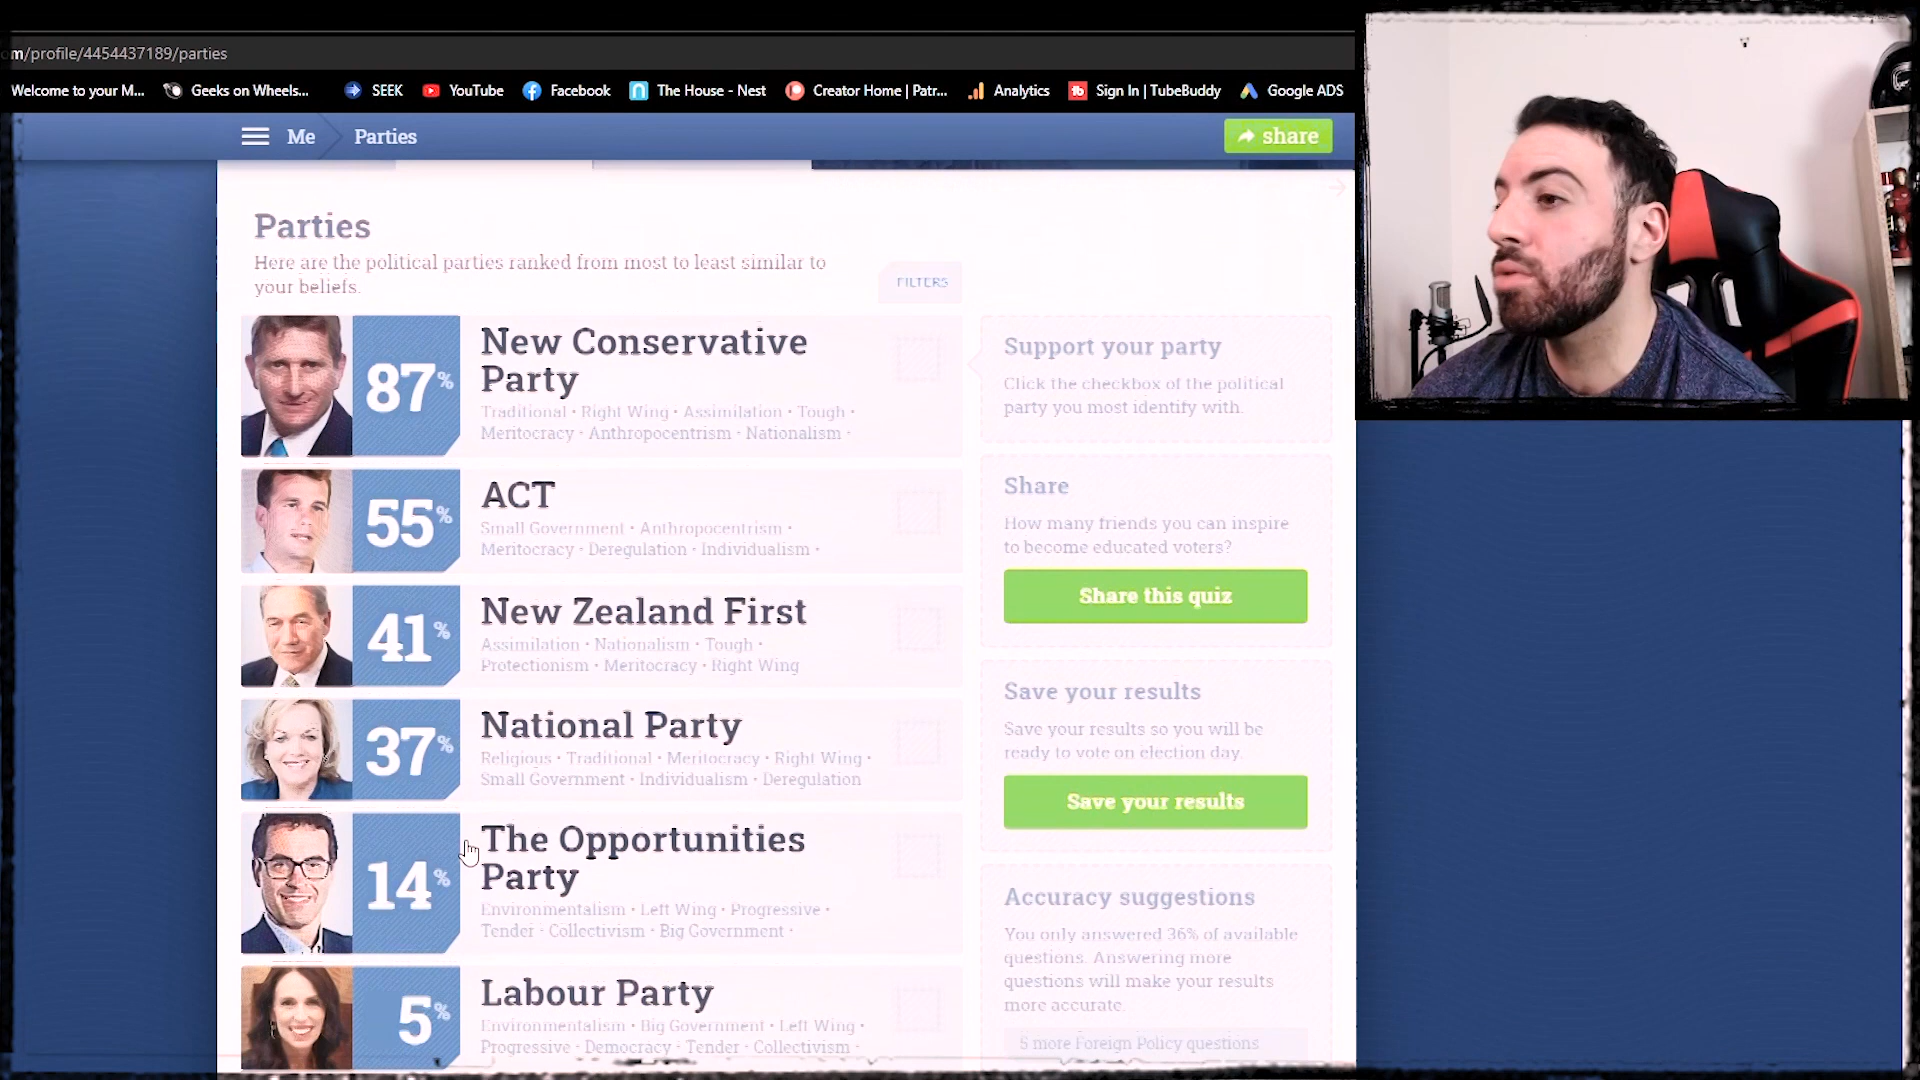 om/profile/4454437189/parties
Welcome to your M... Geeks on Wheels... SEEK YouTube Facebook The House - Nest Creator Home | Patr... Analytics Sign In | TubeBuddy Google ADS
Me Parties share
Parties
Here are the political parties ranked from most to least similar to
your beliefs.
FILTERS
87%
New Conservative
Party
Traditional • Right Wing • Assimilation • Tough •
Meritocracy • Anthropocentrism • Nationalism •
55%
ACT
Small Government • Anthropocentrism •
Meritocracy • Deregulation • Individualism •
41%
New Zealand First
Assimilation • Nationalism • Tough •
Protectionism • Meritocracy • Right Wing
37%
National Party
Religious • Traditional • Meritocracy • Right Wing •
Small Government • Individualism • Deregulation
14%
The Opportunities
Party
Environmentalism • Left Wing • Progressive •
Tender • Collectivism • Big Government •
5%
Labour Party
Environmentalism • Big Government • Left Wing •
Progressive • Democracy • Tender • Collectivism •
Support your party
Click the checkbox of the political
party you most identify with.
Share
How many friends you can inspire
to become educated voters?
Share this quiz
Save your results
Save your results so you will be
ready to vote on election day.
Save your results
Accuracy suggestions
You only answered 36% of available
questions. Answering more
questions will make your results
more accurate.
5 more Foreign Policy questions